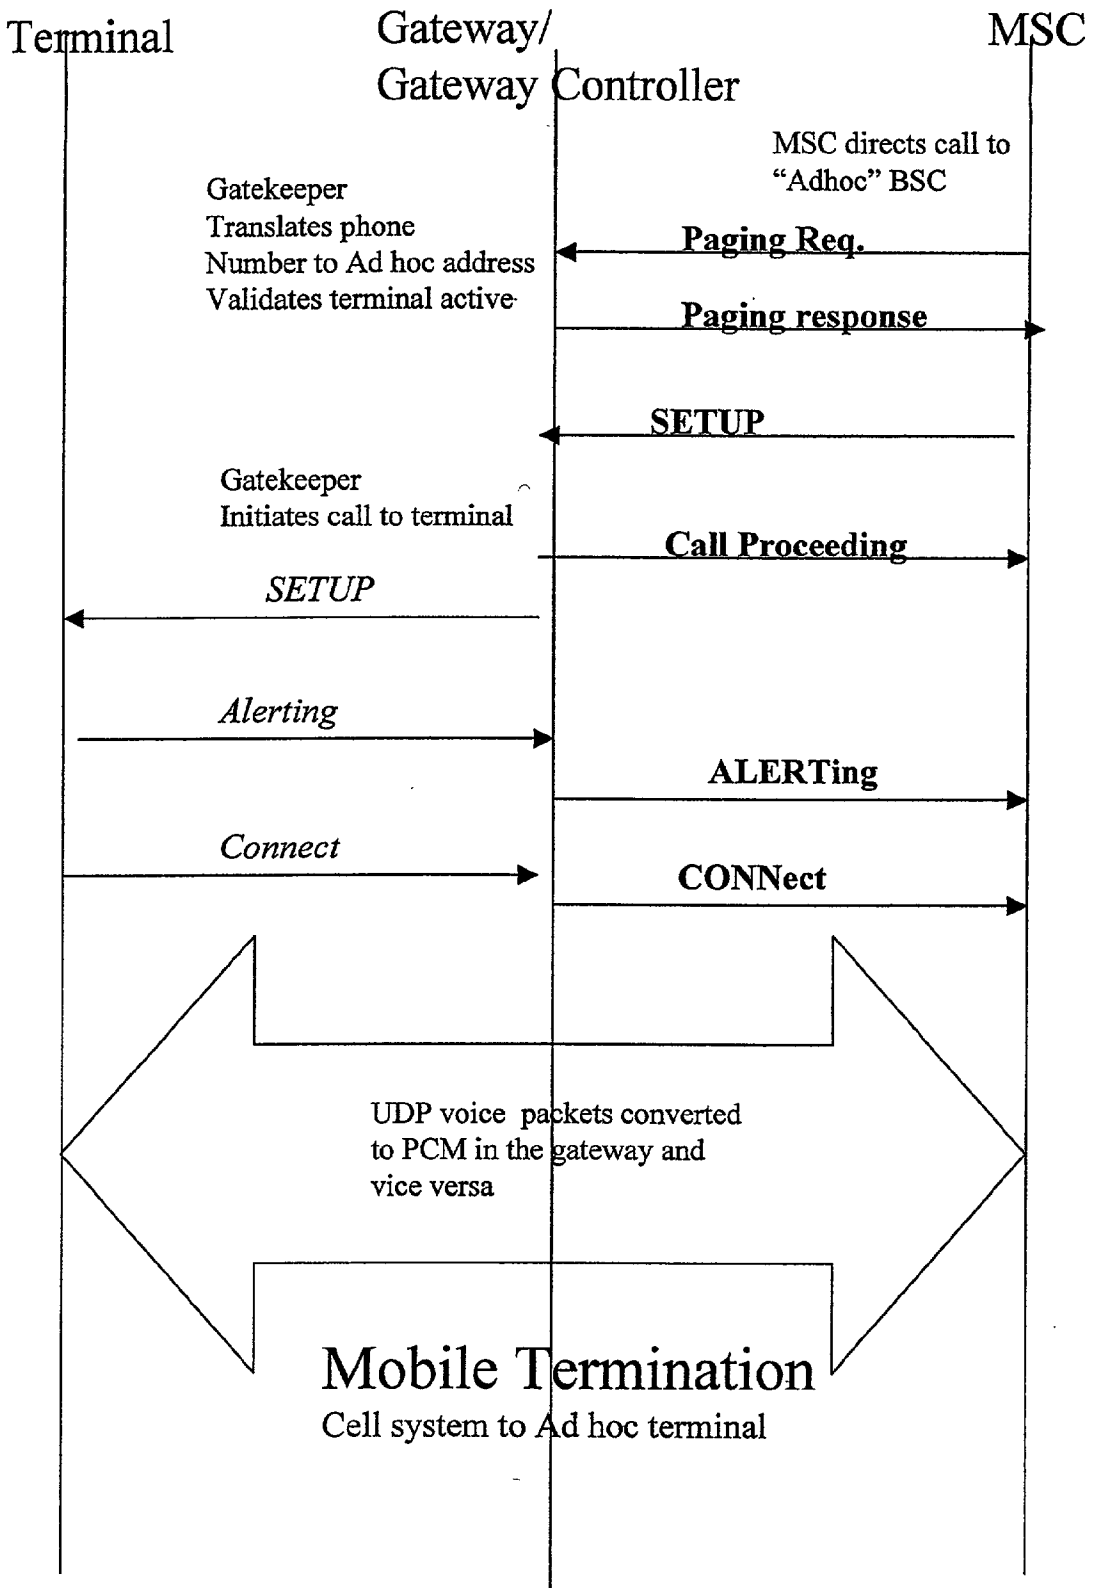 Terminal
Gateway/
Gateway Controller
MSC
MSC directs call to
“Adhoc” BSC
Gatekeeper
Translates phone
Number to Ad hoc address
Validates terminal active
Paging Req.
Paging response
SETUP
Gatekeeper
Initiates call to terminal
Call Proceeding
SETUP
Alerting
ALERTing
Connect
CONNect
UDP voice packets converted
to PCM in the gateway and
vice versa
Mobile Termination
Cell system to Ad hoc terminal